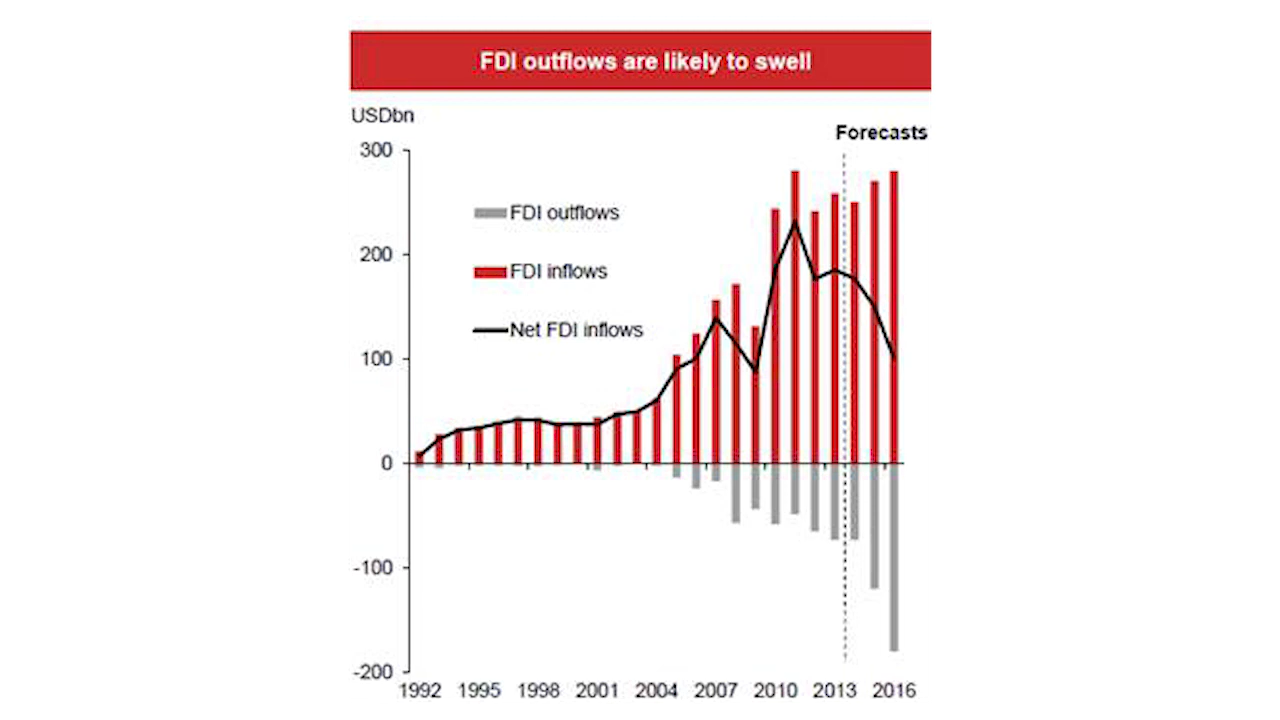 FDI outflows are likely to swell
USDbn
Forecasts
300
FDI outflows
200
FDI inflows
Net FDI inflows
100
0
-100
-200
1992 1995 1998 2001 2004 2007 2010 2013 2016